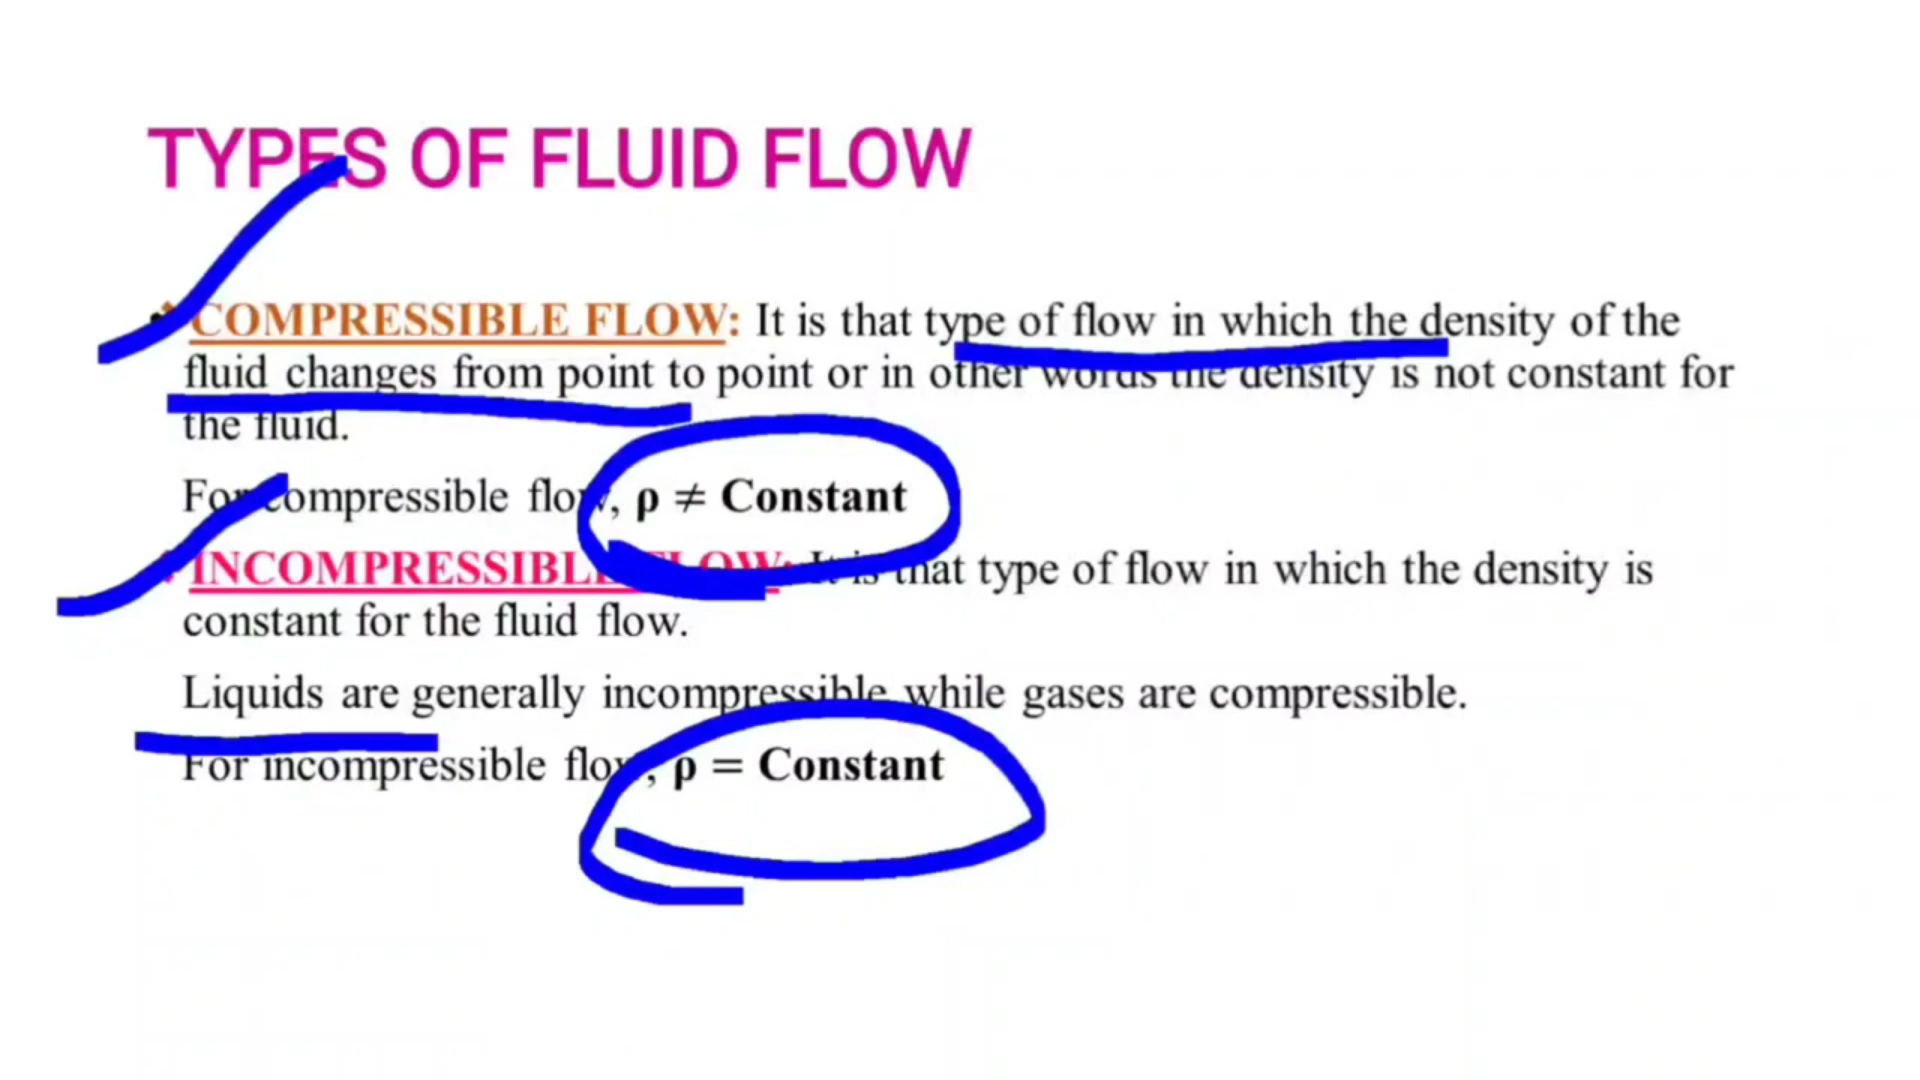 TYPES OF FLUID FLOW
COMPRESSIBLE FLOW: It is that type of flow in which the density of the
fluid changes from point to point or in other words the density is not constant for
the fluid.
For compressible flow, ρ ≠ Constant
INCOMPRESSIBLE FLOW: It is that type of flow in which the density is
constant for the fluid flow.
Liquids are generally incompressible while gases are compressible.
For incompressible flow, ρ = Constant